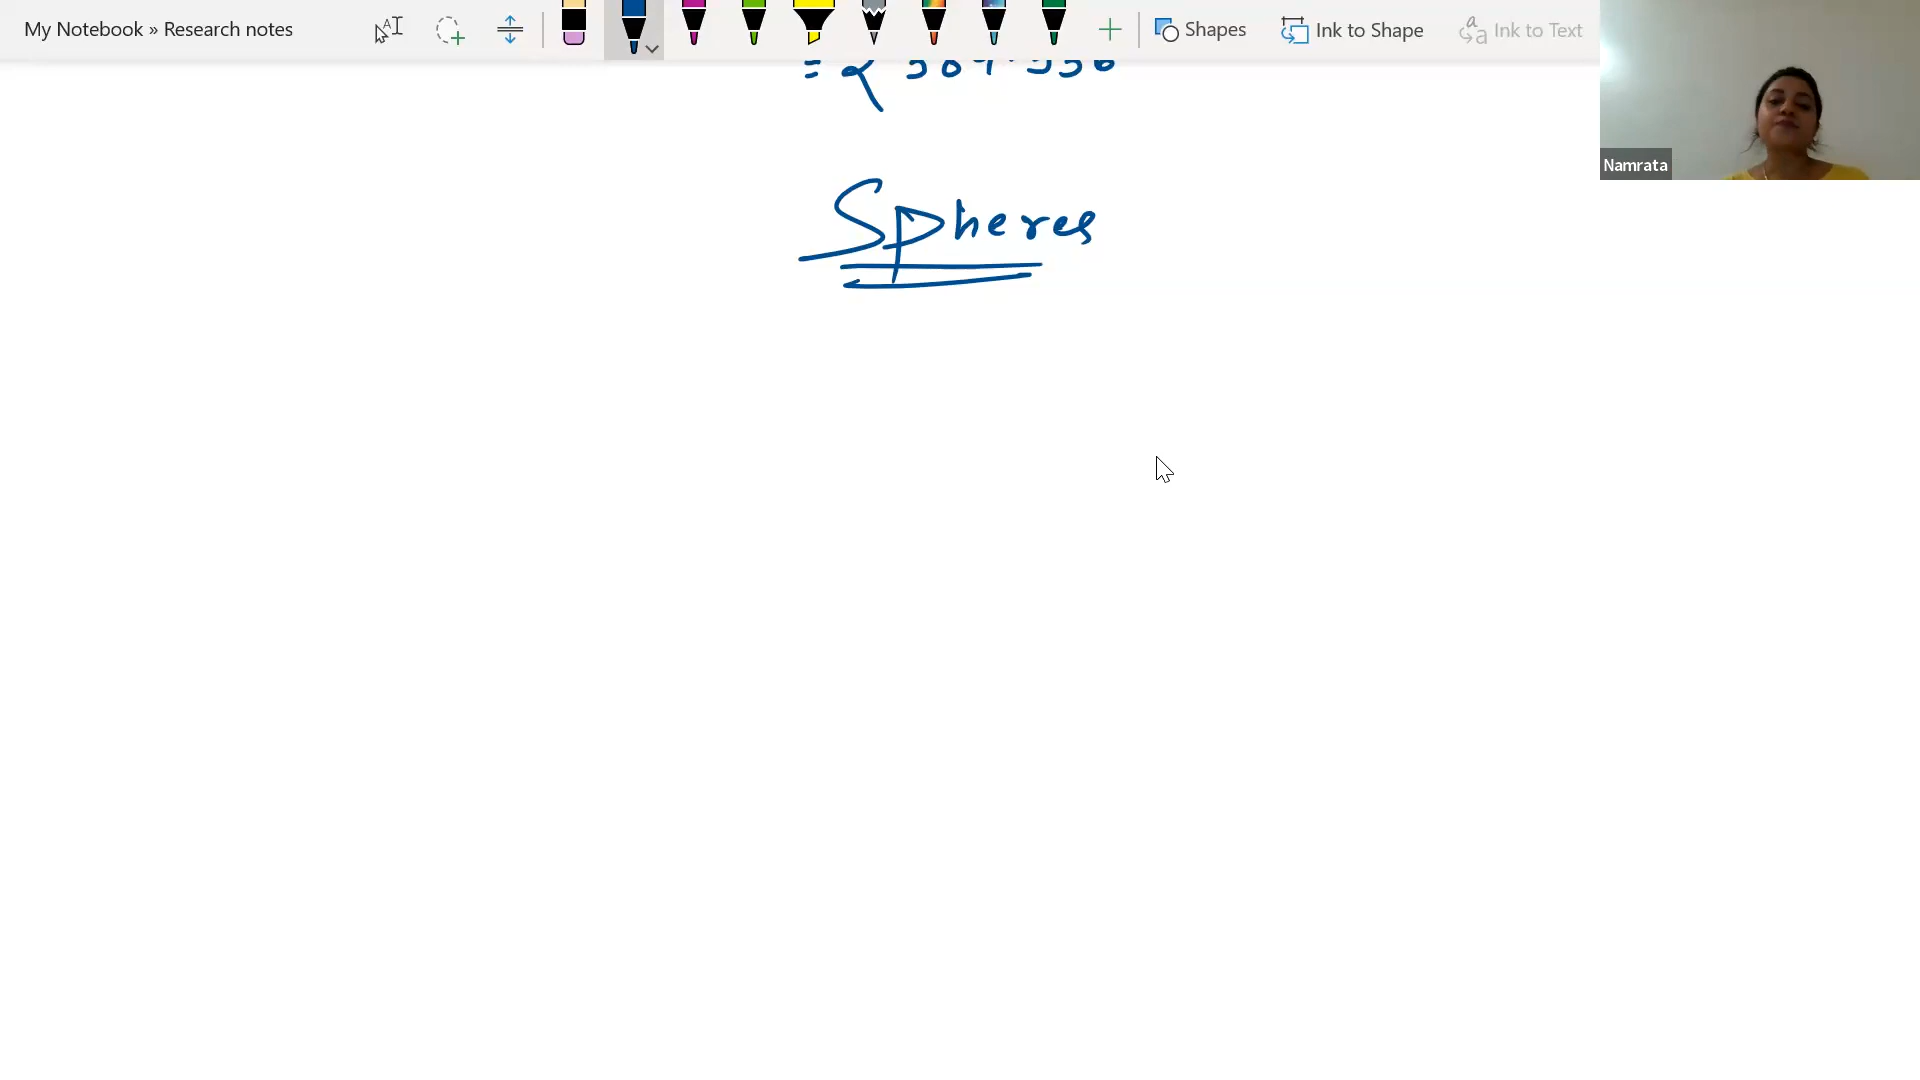 My Notebook » Research notes
Shapes
Ink to Shape
Ink to Text
Namrata
Spheres